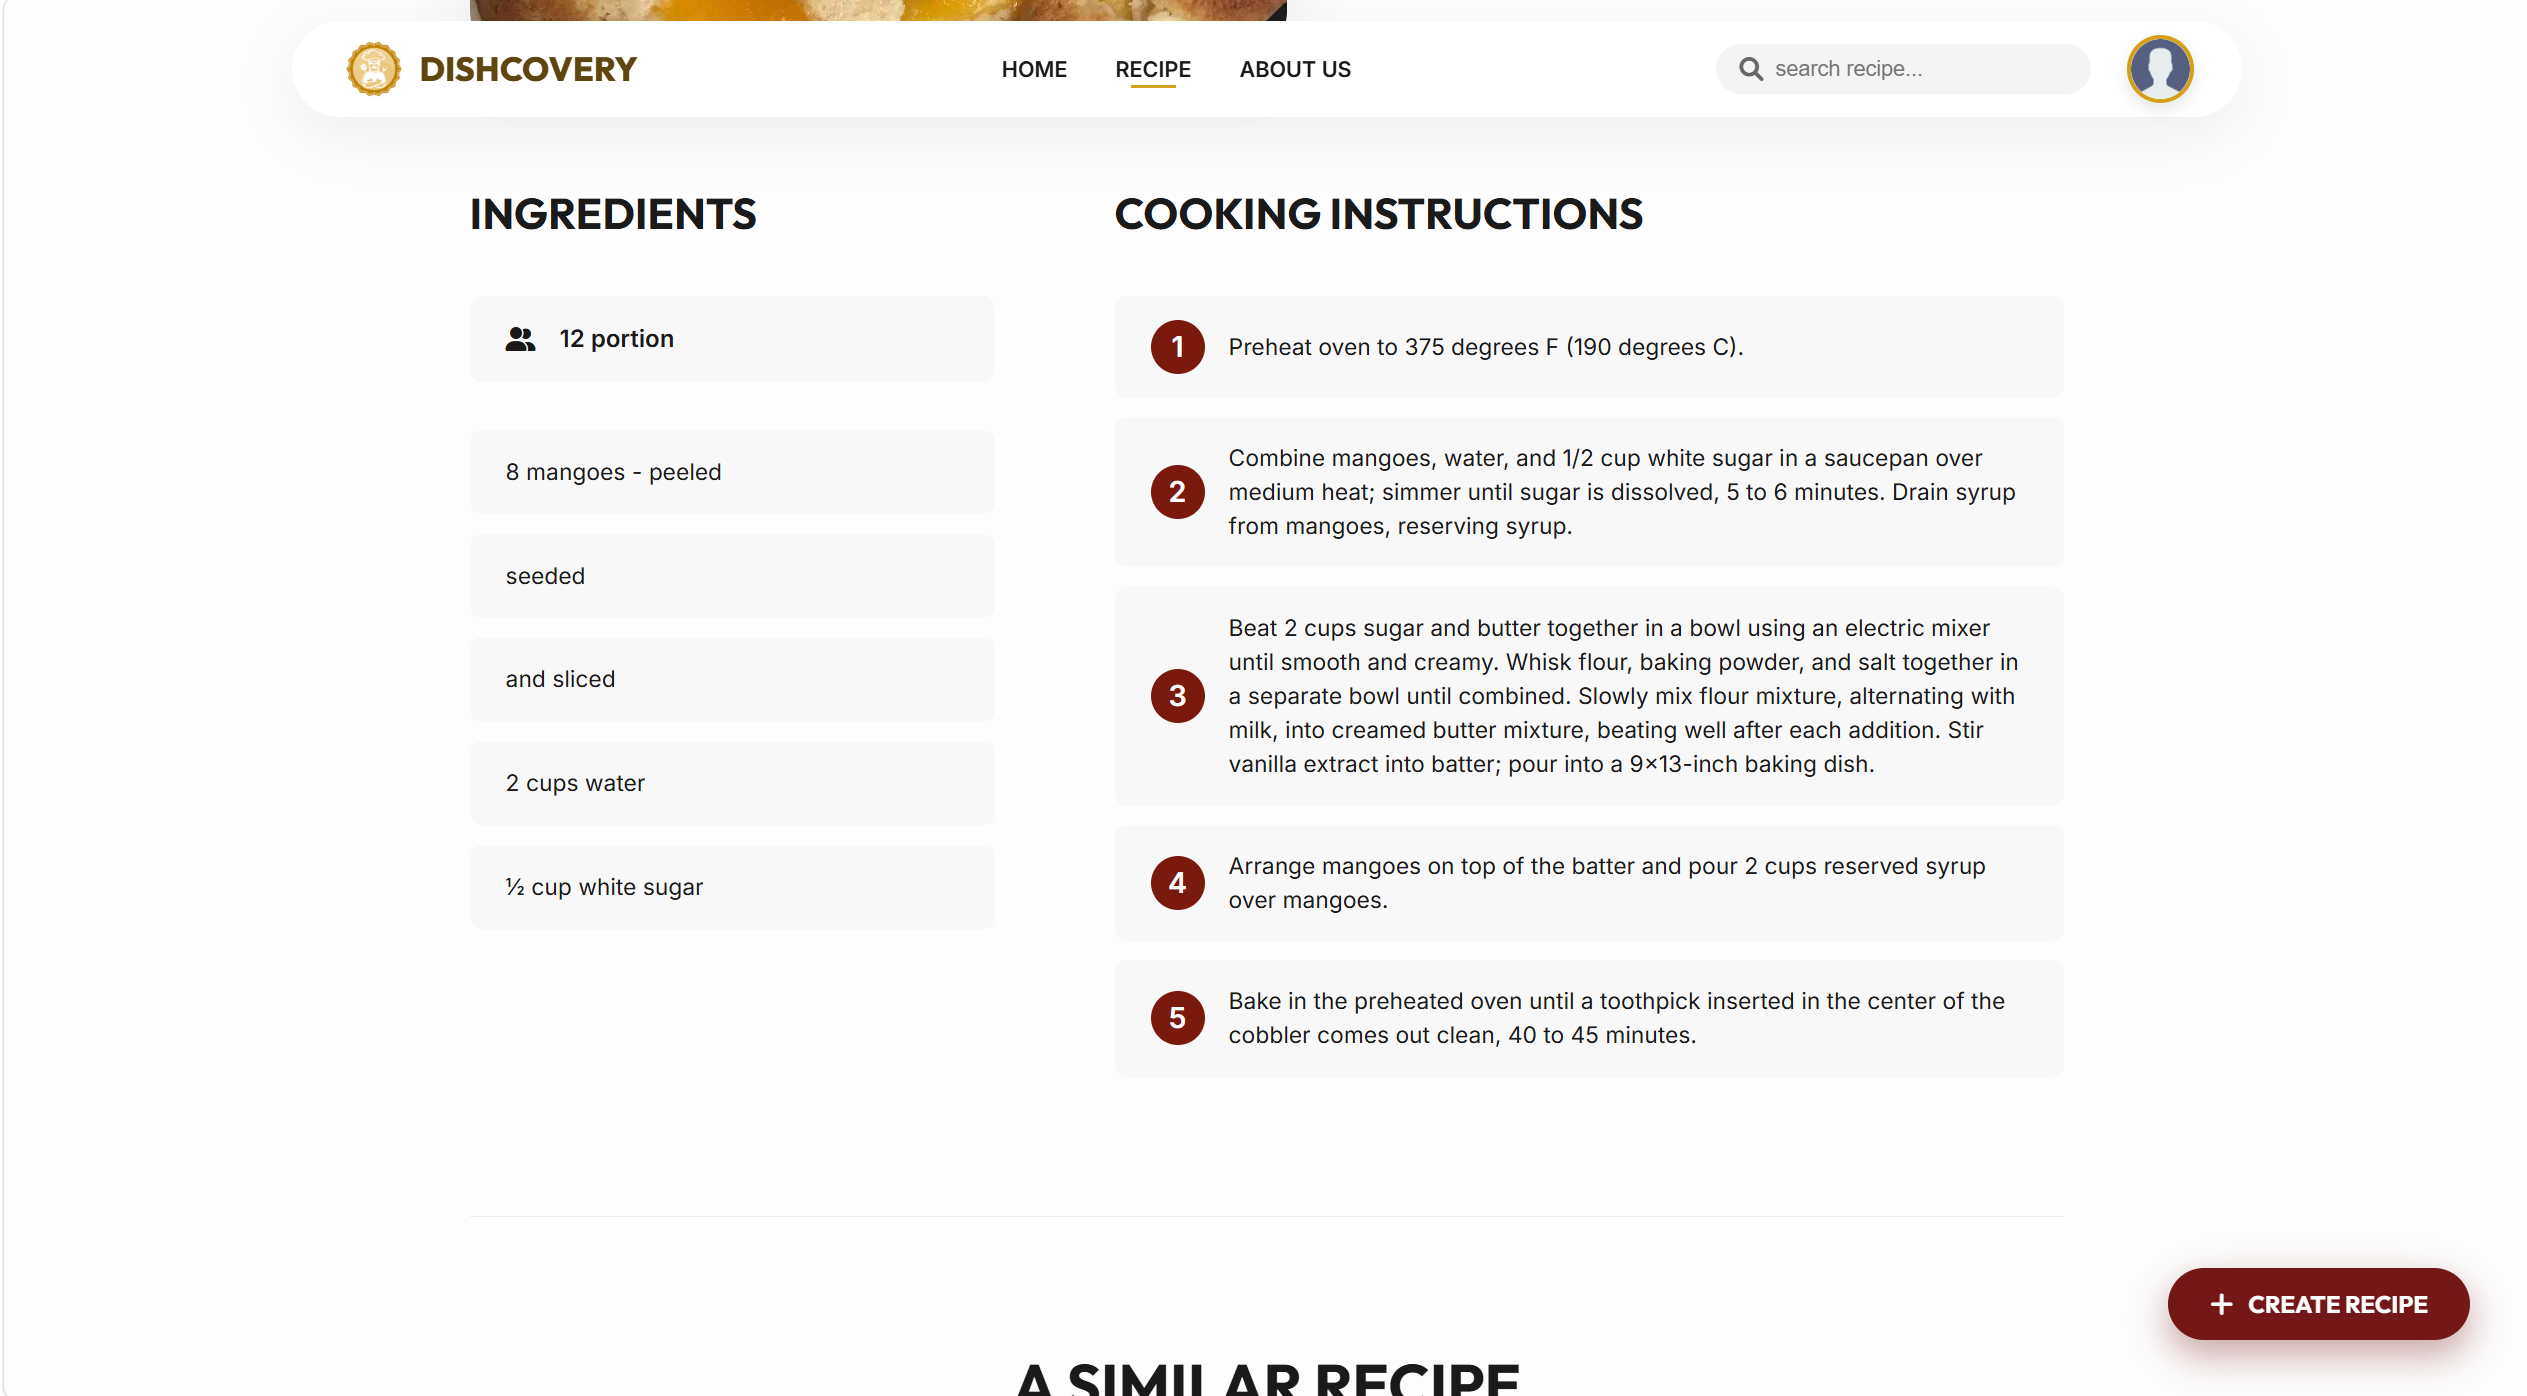 DISHCOVERY
HOME
RECIPE
ABOUT US
search recipe...
INGREDIENTS
12 portion
8 mangoes - peeled
seeded
and sliced
2 cups water
½ cup white sugar
COOKING INSTRUCTIONS
1
Preheat oven to 375 degrees F (190 degrees C).
2
Combine mangoes, water, and 1/2 cup white sugar in a saucepan over
medium heat; simmer until sugar is dissolved, 5 to 6 minutes. Drain syrup
from mangoes, reserving syrup.
3
Beat 2 cups sugar and butter together in a bowl using an electric mixer
until smooth and creamy. Whisk flour, baking powder, and salt together in
a separate bowl until combined. Slowly mix flour mixture, alternating with
milk, into creamed butter mixture, beating well after each addition. Stir
vanilla extract into batter; pour into a 9×13-inch baking dish.
4
Arrange mangoes on top of the batter and pour 2 cups reserved syrup
over mangoes.
5
Bake in the preheated oven until a toothpick inserted in the center of the
cobbler comes out clean, 40 to 45 minutes.
+ CREATE RECIPE
A SIMILAR RECIPE